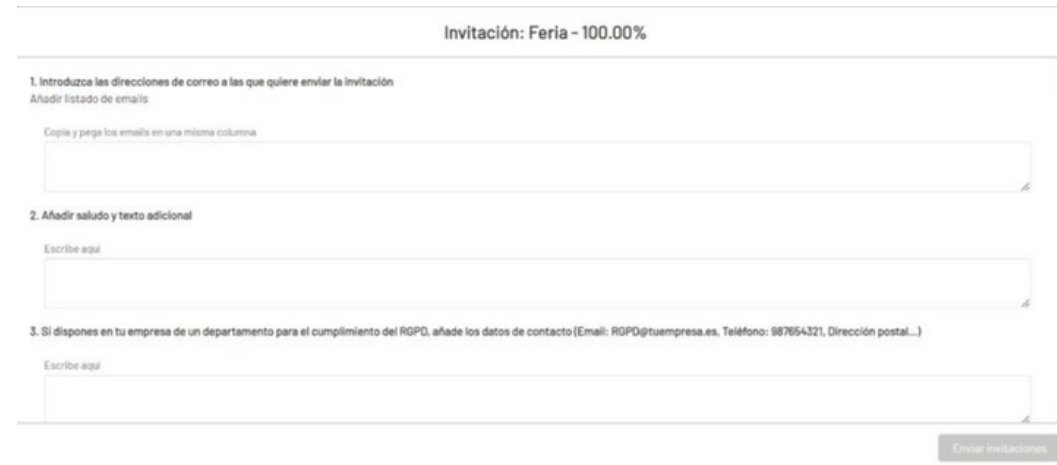 Invitación: Feria - 100.00%
1. Introduzca las direcciones de correo a las que quiere enviar la invitación
Añadir listado de emails
Copia y pega los emails en una misma columna
2. Añadir saludo y texto adicional
Escribe aquí
3. Si dispones en tu empresa de un departamento para el cumplimiento del RGPD, añade los datos de contacto (Email: RGPD@tuempresa.es, Teléfono: 987654321, Dirección postal...)
Escribe aquí
Enviar invitaciones